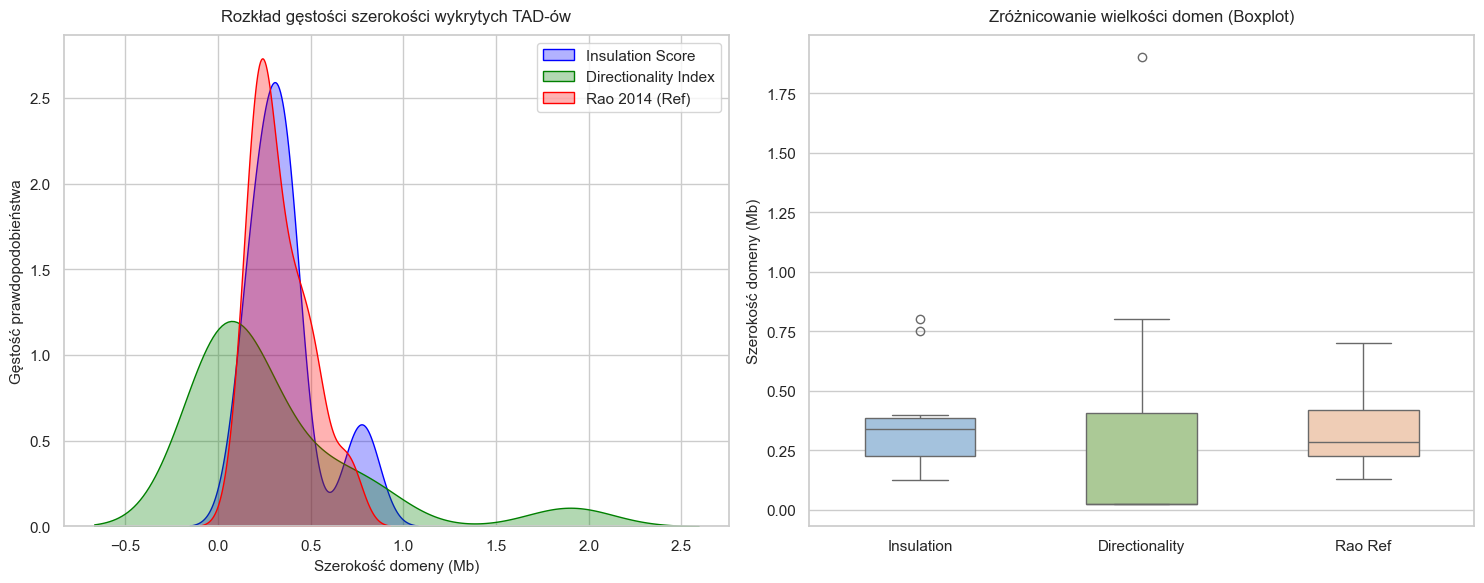 Rozkład gęstości szerokości wykrytych TAD-ów
Gęstość prawdopodobieństwa
2.5
2.0
1.5
1.0
0.5
0.0
Insulation Score
Directionality Index
Rao 2014 (Ref)
−0.5
0.0
0.5
1.0
1.5
2.0
2.5
Szerokość domeny (Mb)
Zróżnicowanie wielkości domen (Boxplot)
Szerokość domeny (Mb)
1.75
1.50
1.25
1.00
0.75
0.50
0.25
0.00
Insulation
Directionality
Rao Ref